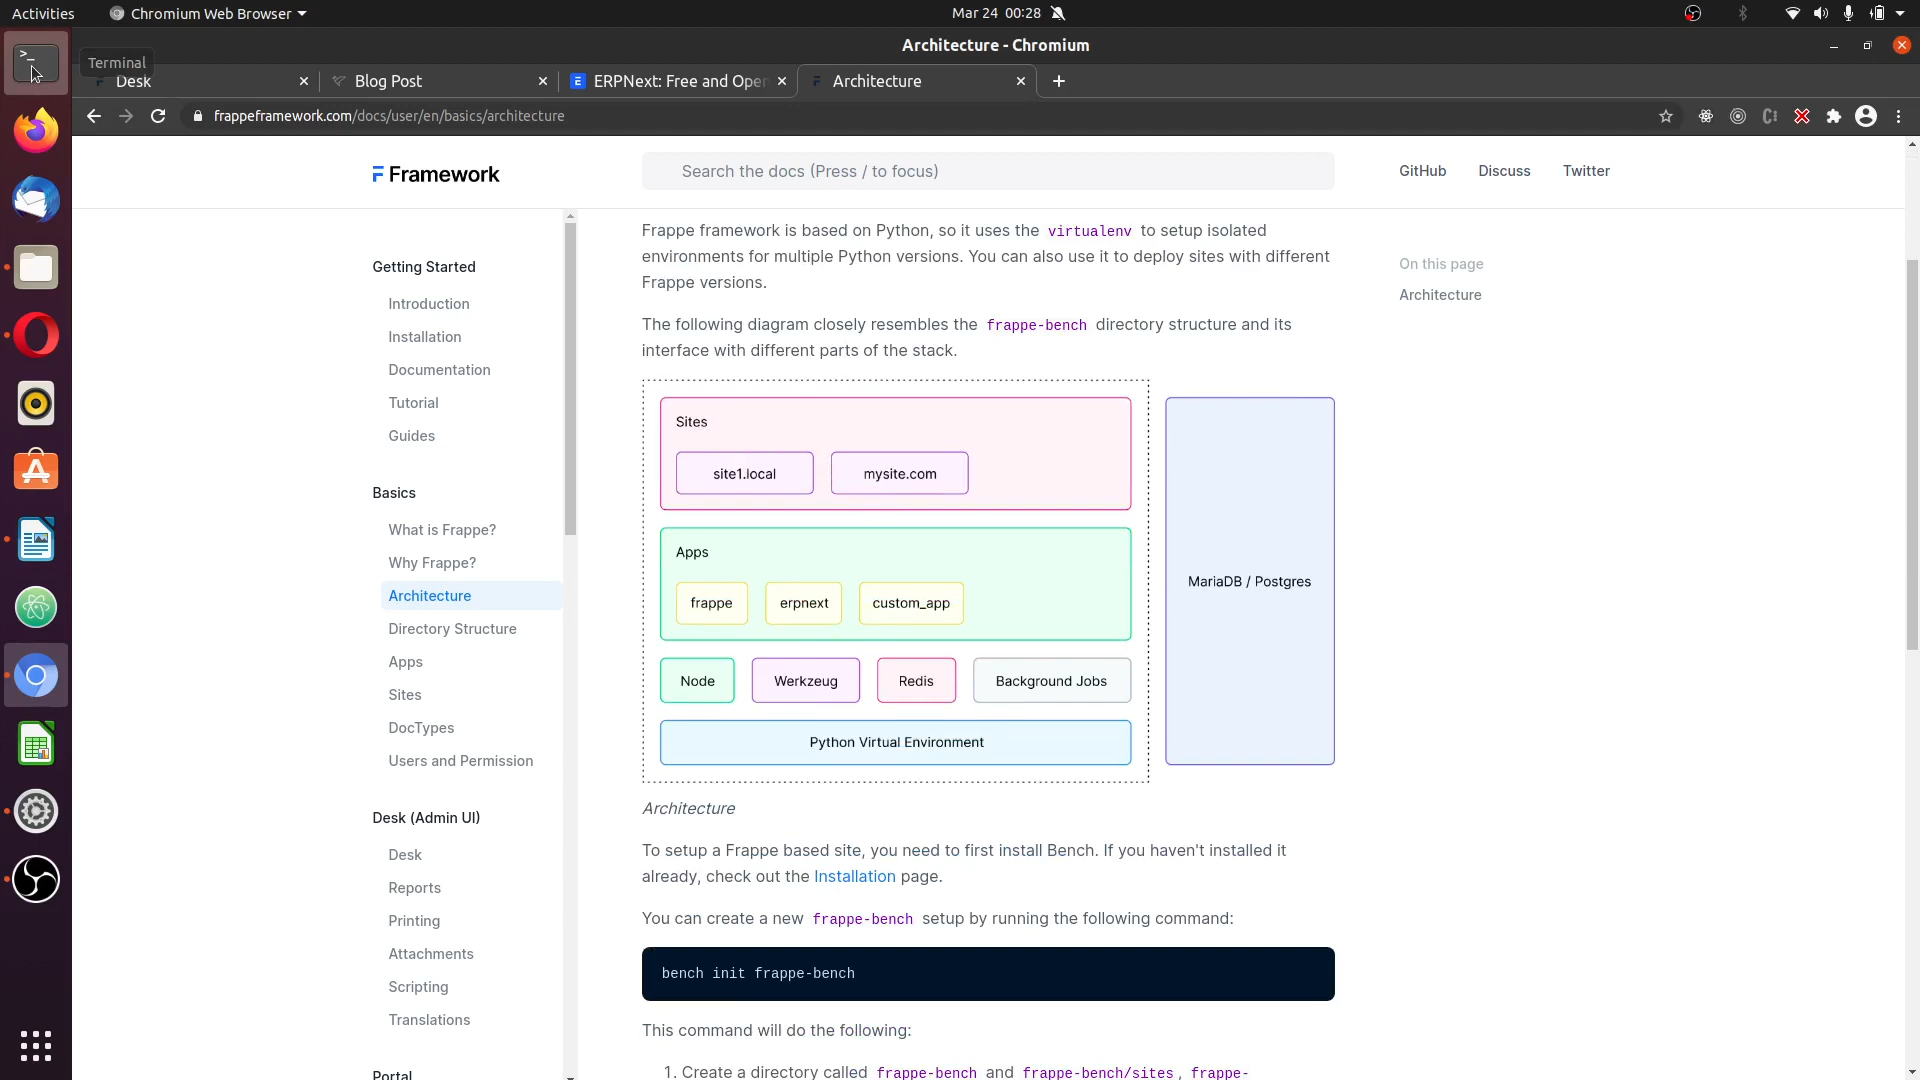 Activities
Chromium Web Browser
Mar 24 00:28
Architecture - Chromium
Terminal
Desk
Blog Post
ERPNext: Free and Oper
Architecture
frappeframework.com/docs/user/en/basics/architecture
Framework
Search the docs (Press / to focus)
GitHub
Discuss
Twitter
Getting Started
Introduction
Installation
Documentation
Tutorial
Guides
Basics
What is Frappe?
Why Frappe?
Architecture
Directory Structure
Apps
Sites
DocTypes
Users and Permission
Desk (Admin UI)
Desk
Reports
Printing
Attachments
Scripting
Translations
Portal
Frappe framework is based on Python, so it uses the virtualenv to setup isolated
environments for multiple Python versions. You can also use it to deploy sites with different
Frappe versions.
The following diagram closely resembles the frappe-bench directory structure and its
interface with different parts of the stack.
Sites
site1.local
mysite.com
Apps
frappe
erpnext
custom_app
Node
Werkzeug
Redis
Background Jobs
Python Virtual Environment
MariaDB / Postgres
Architecture
To setup a Frappe based site, you need to first install Bench. If you haven't installed it
already, check out the Installation page.
You can create a new frappe-bench setup by running the following command:
bench init frappe-bench
This command will do the following:
1. Create a directory called frappe-bench and frappe-bench/sites, frappe-
On this page
Architecture